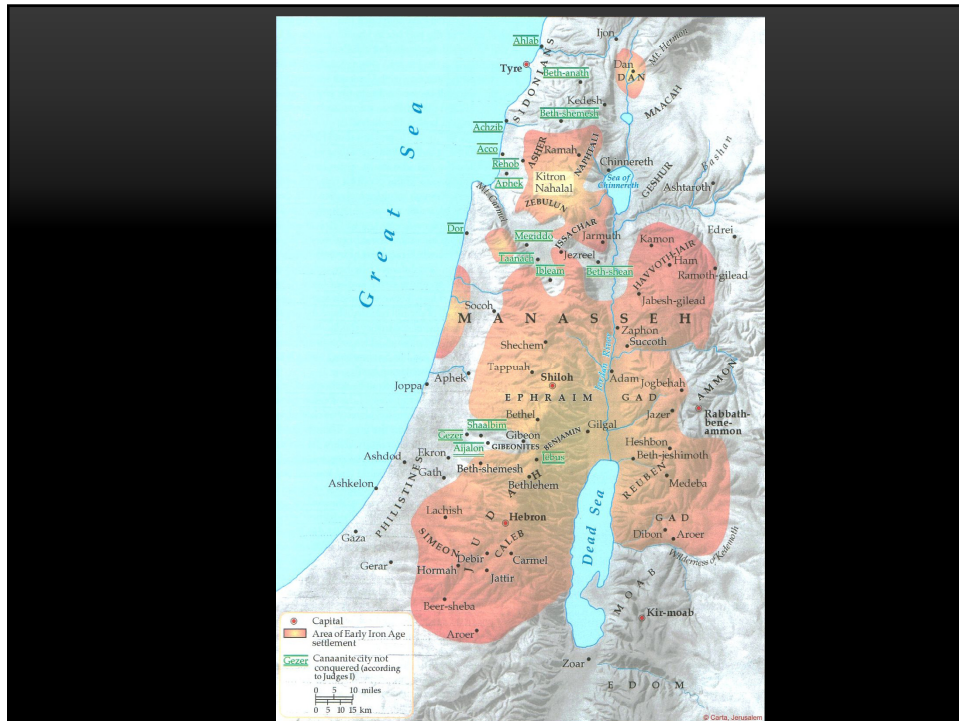 Ijon
Ahlab
Mt. Hermon
SIDONIANS
Tyre
Dan
DAN
Beth-anath
MAACAH
Kedesh
Beth-shemesh
Achzib
Acco
ASHER
Ramah
NAPHTALI
Rehob
Chinnereth
Bashan
Aphek
Kitron
Nahalal
Sea of
Chinnereth
GESHUR
Ashtaroth
Mt. Carmel
ZEBULUN
Great Sea
Dor
Megiddo
ISSACHAR
Jarmuth
Kamon
Edrei
Taanach
Jezreel
HAVVOTH-JAIR
Ham
Ibleam
Beth-shean
Ramoth-gilead
Jabesh-gilead
Socoh
MANASSEH
Zaphon
Succoth
Shechem
Jordan River
Tappuah
Adam
Jogbehah
AMMON
Joppa
Aphek
Shiloh
EPHRAIM
GAD
Jazer
Rabbath-
bene-
ammon
Bethel
Shaalbim
Gilgal
Gezer
Gibeon
BENJAMIN
Aijalon
GIBEONITES
Heshbon
Ekron
Jebus
Beth-jeshimoth
Ashdod
Beth-shemesh
Gath
Bethlehem
REUBEN
Medeba
Ashkelon
PHILISTINES
JUDAH
Lachish
Hebron
Dead Sea
GAD
Gaza
SIMEON
CALEB
Dibon
Aroer
Debir
Carmel
Wilderness of Kedemoth
Gerar
Hormah
Jattir
MOAB
Beer-sheba
Kir-moab
Aroer
Zoar
EDOM
Capital
Area of Early Iron Age
settlement
Gezer
Canaanite city not
conquered (according
to Judges I)
0 5 10 miles
0 5 10 15 km
© Carta, Jerusalem